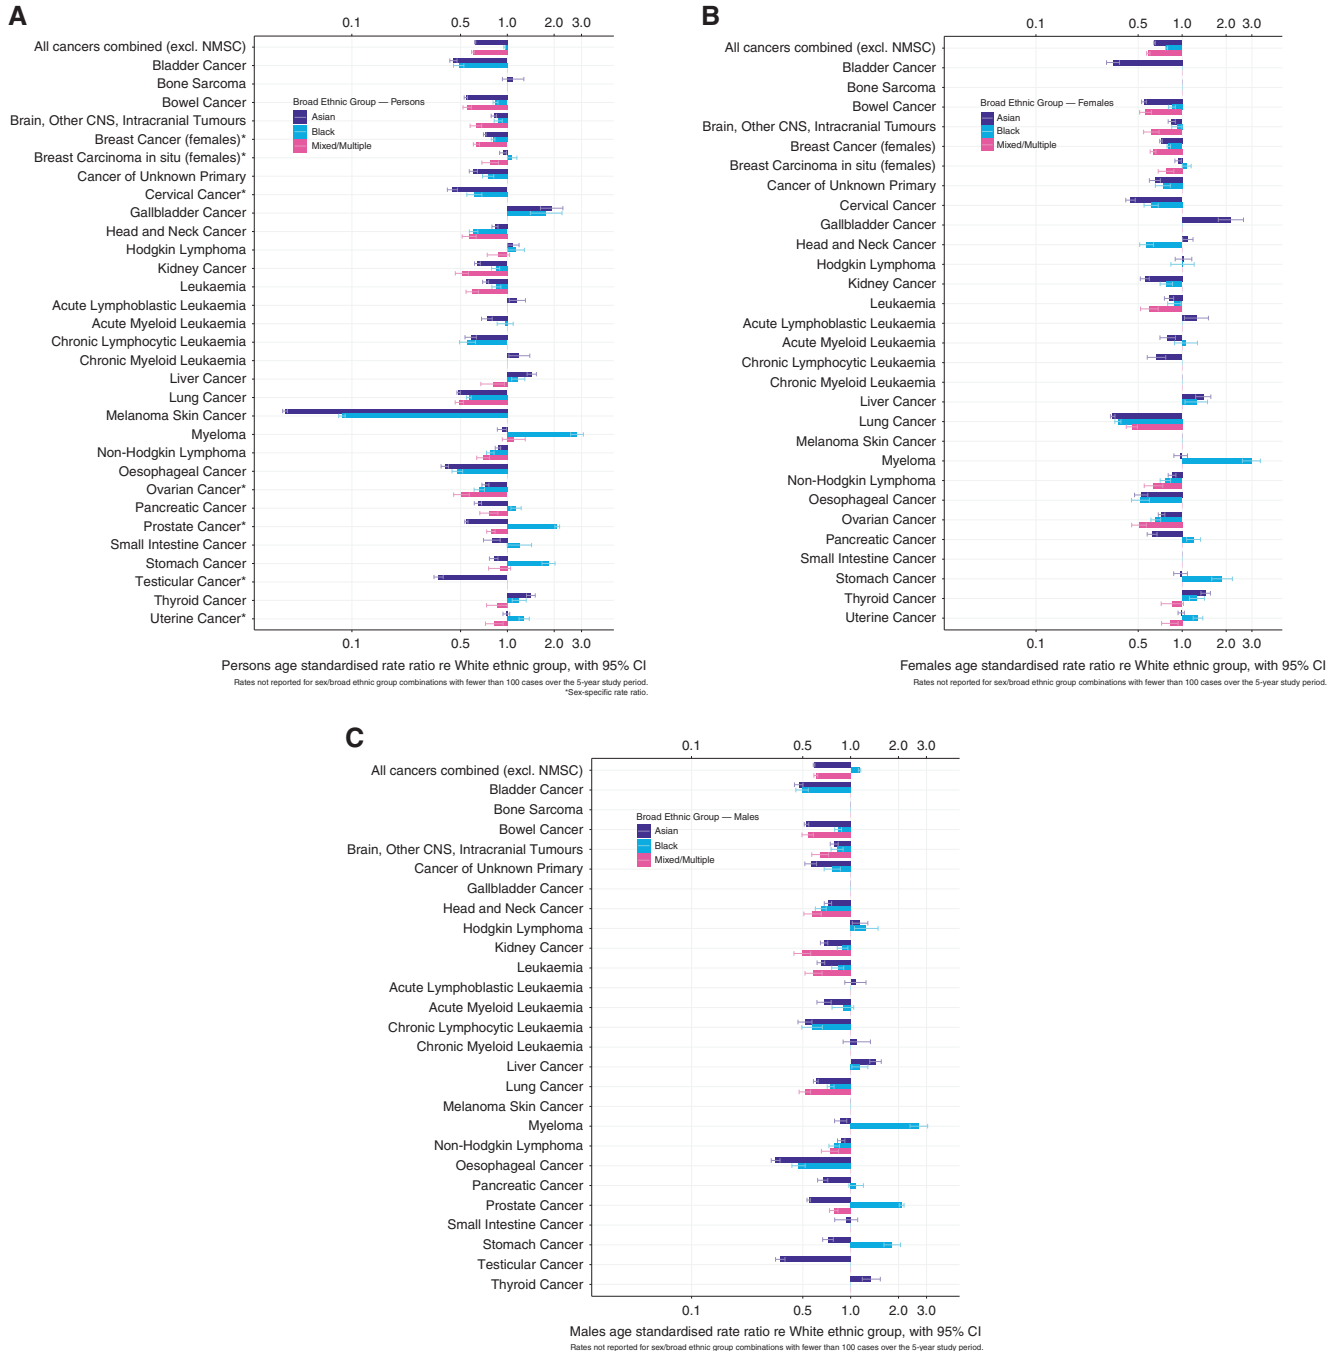 A
0.1 0.5 1.0 2.0 3.0
All cancers combined (excl. NMSC)
Bladder Cancer
Bone Sarcoma
Bowel Cancer
Brain, Other CNS, Intracranial Tumours
Breast Cancer (females)*
Breast Carcinoma in situ (females)*
Cancer of Unknown Primary
Cervical Cancer*
Gallbladder Cancer
Head and Neck Cancer
Hodgkin Lymphoma
Kidney Cancer
Leukaemia
Acute Lymphoblastic Leukaemia
Acute Myeloid Leukaemia
Chronic Lymphocytic Leukaemia
Chronic Myeloid Leukaemia
Liver Cancer
Lung Cancer
Melanoma Skin Cancer
Myeloma
Non-Hodgkin Lymphoma
Oesophageal Cancer
Ovarian Cancer*
Pancreatic Cancer
Prostate Cancer*
Small Intestine Cancer
Stomach Cancer
Testicular Cancer*
Thyroid Cancer
Uterine Cancer*
Broad Ethnic Group — Persons
Asian
Black
Mixed/Multiple
0.1 0.5 1.0 2.0 3.0
Persons age standardised rate ratio re White ethnic group, with 95% CI
Rates not reported for sex/broad ethnic group combinations with fewer than 100 cases over the 5-year study period.
*Sex-specific rate ratio.
B
0.1 0.5 1.0 2.0 3.0
All cancers combined (excl. NMSC)
Bladder Cancer
Bone Sarcoma
Bowel Cancer
Brain, Other CNS, Intracranial Tumours
Breast Cancer (females)
Breast Carcinoma in situ (females)
Cancer of Unknown Primary
Cervical Cancer
Gallbladder Cancer
Head and Neck Cancer
Hodgkin Lymphoma
Kidney Cancer
Leukaemia
Acute Lymphoblastic Leukaemia
Acute Myeloid Leukaemia
Chronic Lymphocytic Leukaemia
Chronic Myeloid Leukaemia
Liver Cancer
Lung Cancer
Melanoma Skin Cancer
Myeloma
Non-Hodgkin Lymphoma
Oesophageal Cancer
Ovarian Cancer
Pancreatic Cancer
Small Intestine Cancer
Stomach Cancer
Thyroid Cancer
Uterine Cancer
Broad Ethnic Group — Females
Asian
Black
Mixed/Multiple
0.1 0.5 1.0 2.0 3.0
Females age standardised rate ratio re White ethnic group, with 95% CI
Rates not reported for sex/broad ethnic group combinations with fewer than 100 cases over the 5-year study period.
C
0.1 0.5 1.0 2.0 3.0
All cancers combined (excl. NMSC)
Bladder Cancer
Bone Sarcoma
Bowel Cancer
Brain, Other CNS, Intracranial Tumours
Cancer of Unknown Primary
Gallbladder Cancer
Head and Neck Cancer
Hodgkin Lymphoma
Kidney Cancer
Leukaemia
Acute Lymphoblastic Leukaemia
Acute Myeloid Leukaemia
Chronic Lymphocytic Leukaemia
Chronic Myeloid Leukaemia
Liver Cancer
Lung Cancer
Melanoma Skin Cancer
Myeloma
Non-Hodgkin Lymphoma
Oesophageal Cancer
Pancreatic Cancer
Prostate Cancer
Small Intestine Cancer
Stomach Cancer
Testicular Cancer
Thyroid Cancer
Broad Ethnic Group — Males
Asian
Black
Mixed/Multiple
0.1 0.5 1.0 2.0 3.0
Males age standardised rate ratio re White ethnic group, with 95% CI
Rates not reported for sex/broad ethnic group combinations with fewer than 100 cases over the 5-year study period.